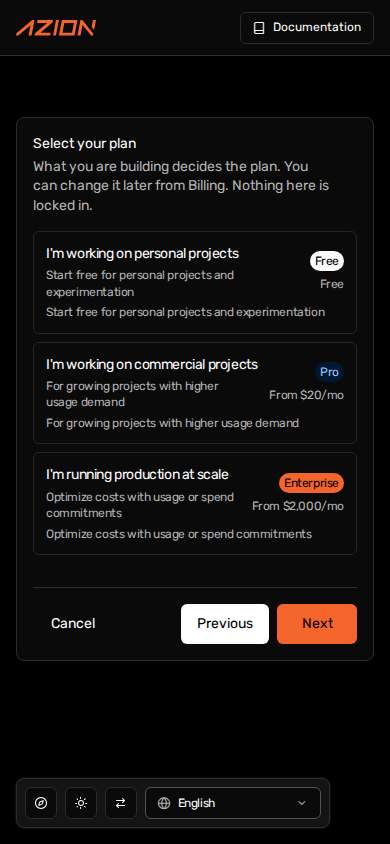 AZION
Documentation
Select your plan
What you are building decides the plan. You
can change it later from Billing. Nothing here is
locked in.
I'm working on personal projects
Free
Start free for personal projects and
experimentation
Free
Start free for personal projects and experimentation
I'm working on commercial projects
Pro
For growing projects with higher
usage demand
From $20/mo
For growing projects with higher usage demand
I'm running production at scale
Enterprise
Optimize costs with usage or spend
commitments
From $2,000/mo
Optimize costs with usage or spend commitments
Cancel
Previous
Next
English